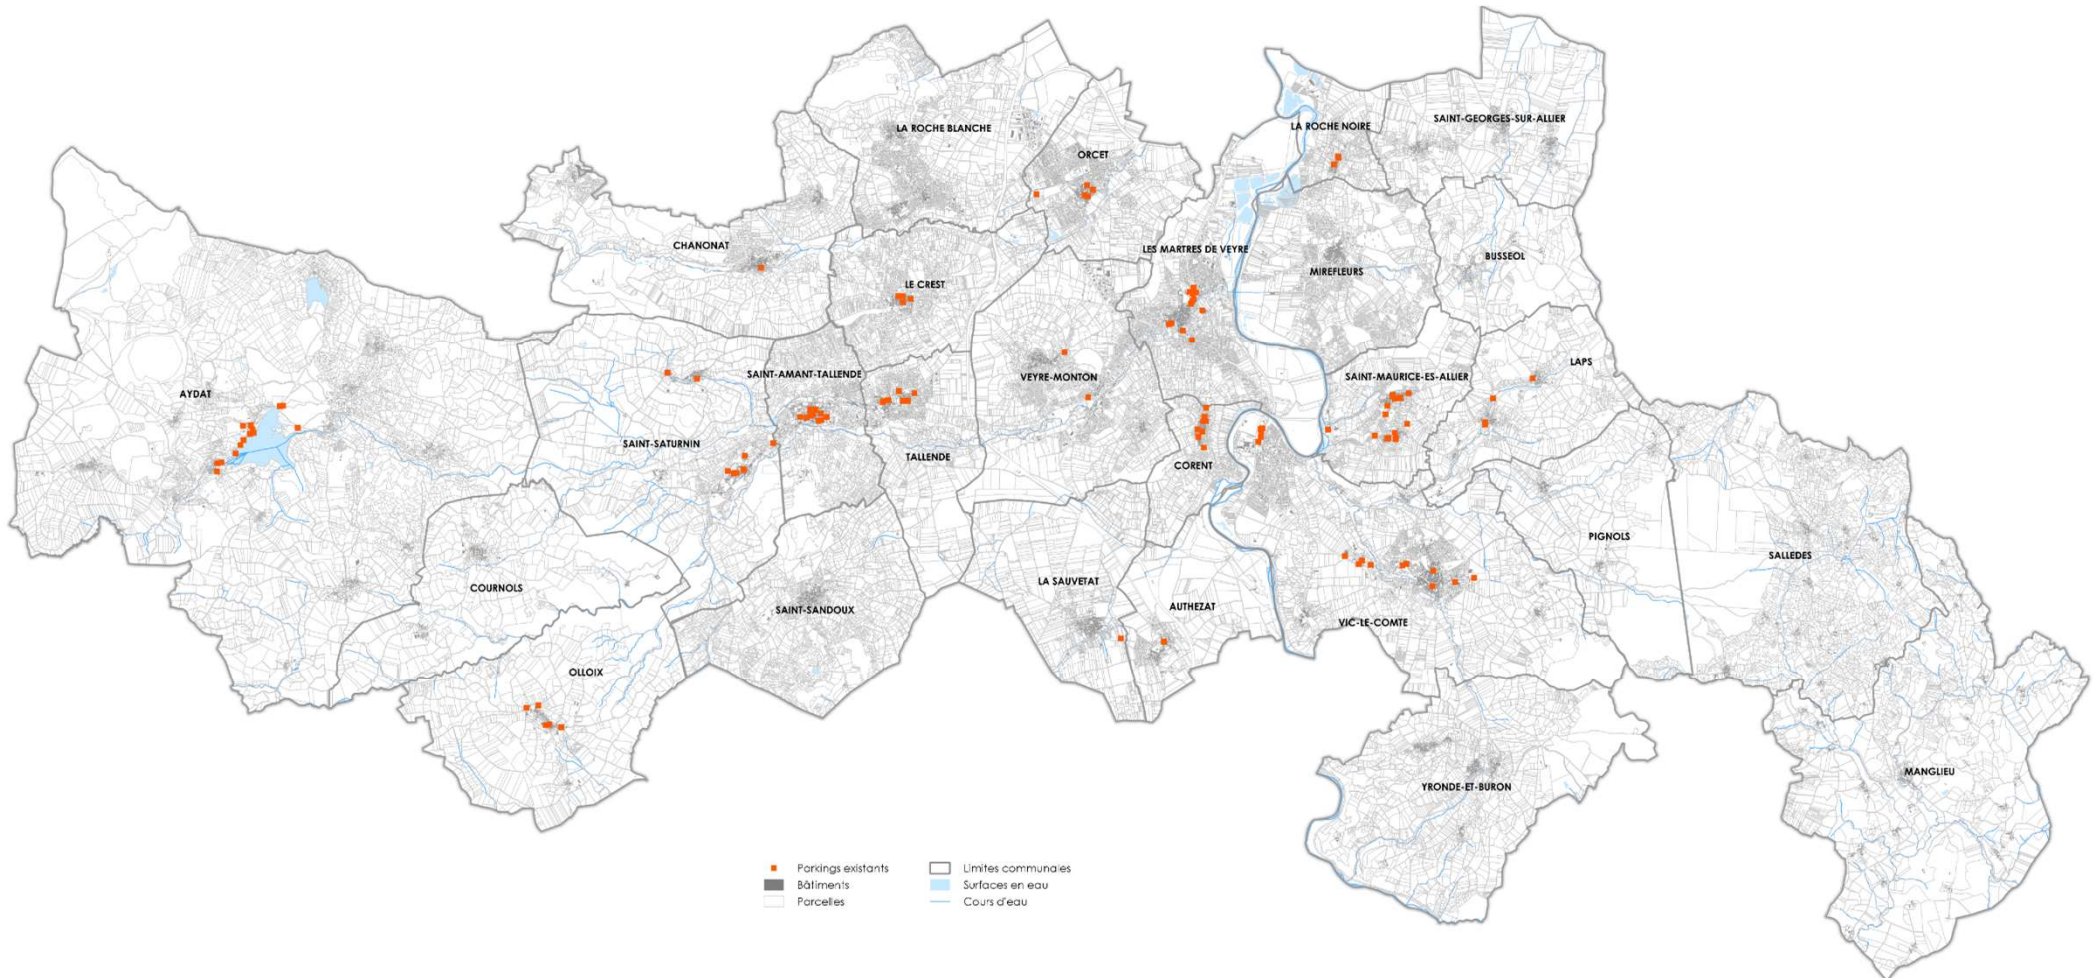 LA ROCHE BLANCHE
LA ROCHE NOIRE
SAINT-GEORGES-SUR-ALLIER
ORCET
CHANONAT
LES MARTRES DE VEYRE
BUSSEOL
MIREFLEURS
LE CREST
LAPS
SAINT-AMANT-TALLENDE
VEYRE-MONTON
SAINT-MAURICE-ES-ALLIER
AYDAT
SAINT-SATURNIN
TALLENDE
CORENT
PIGNOLS
SALLEDES
COURNOLS
LA SAUVETAT
AUTHEZAT
SAINT-SANDOUX
VIC-LE-COMTE
OLLOIX
MANGLIEU
YRONDE-ET-BURON
Parkings existants
Bâtiments
Parcelles
Limites communales
Surfaces en eau
Cours d'eau